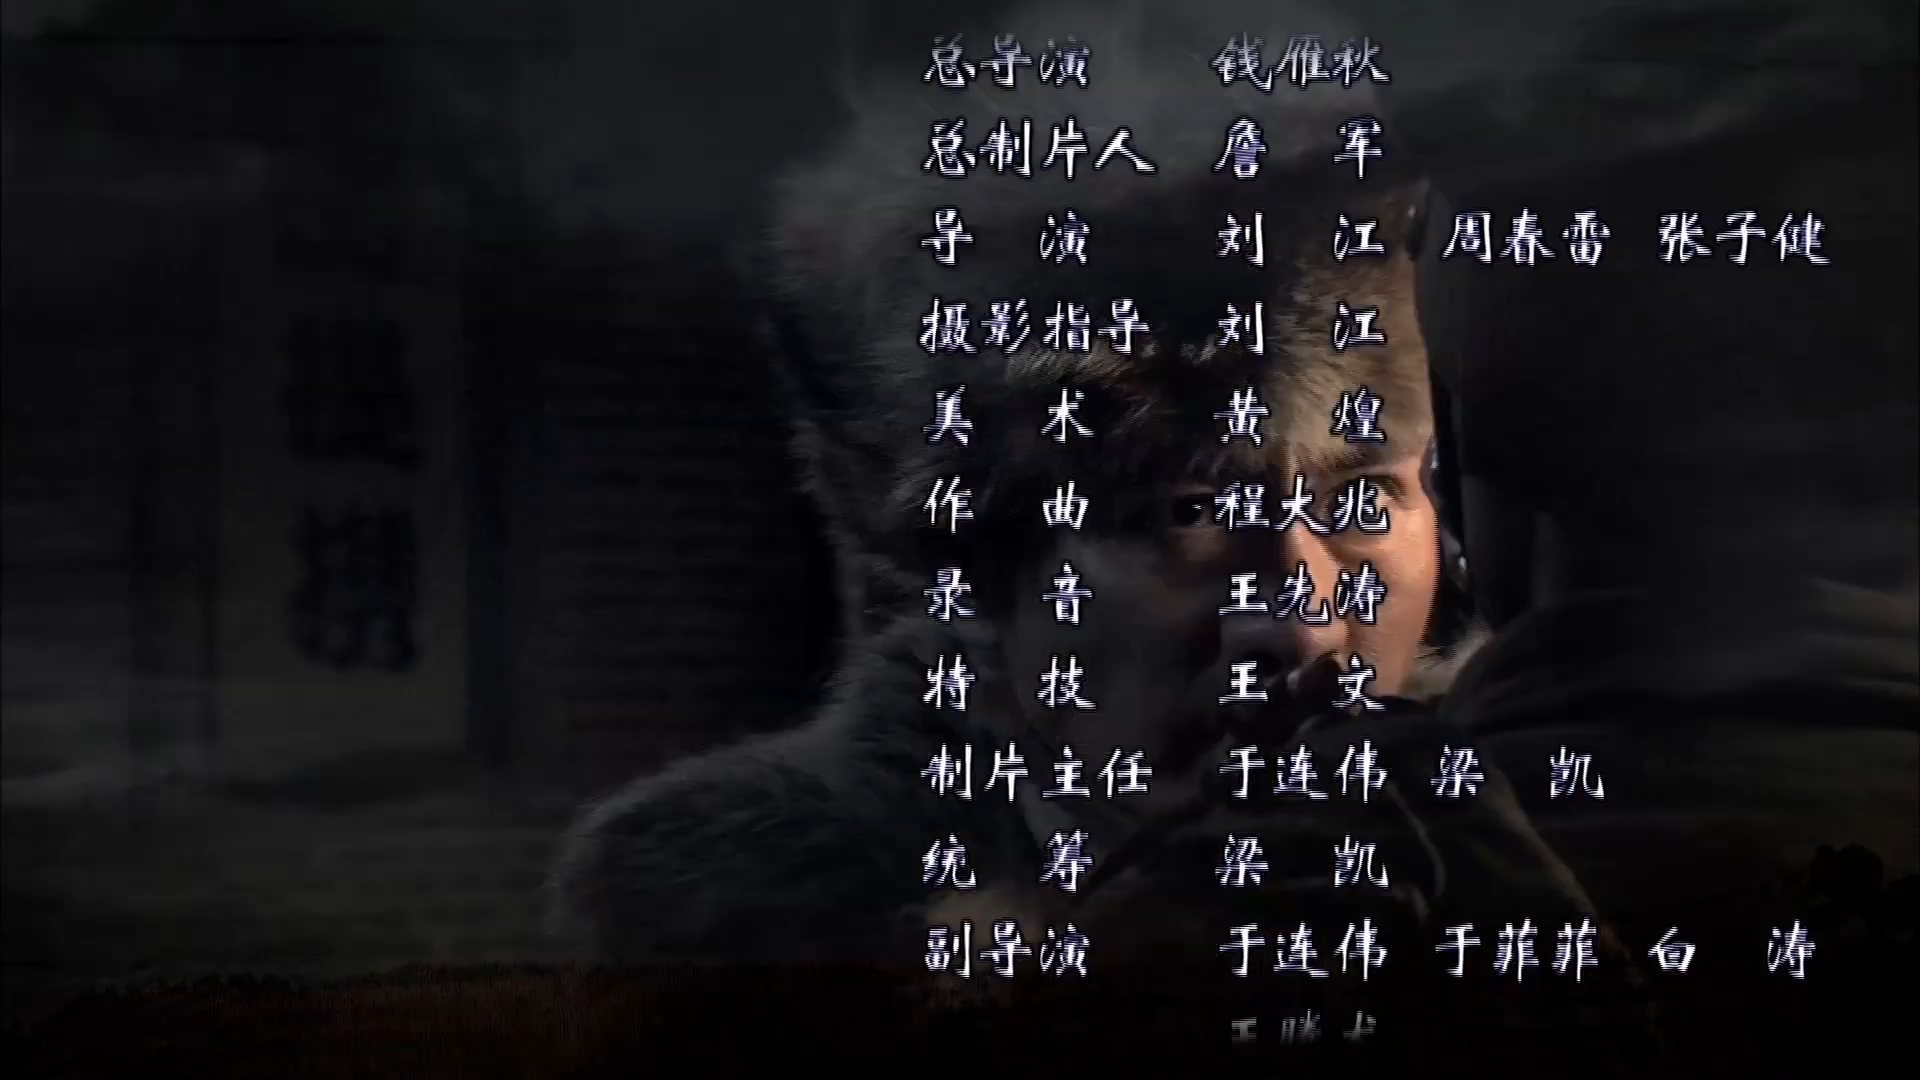 总导演 钱雁秋
总制片人 詹军
导演 刘江 周春雷 张子健
摄影指导 刘江
美术 黄煌
作曲 程大兆
录音 王先涛
特技 王文
制片主任 于连伟 梁凯
统筹 梁凯
副导演 于连伟 于菲菲 白涛